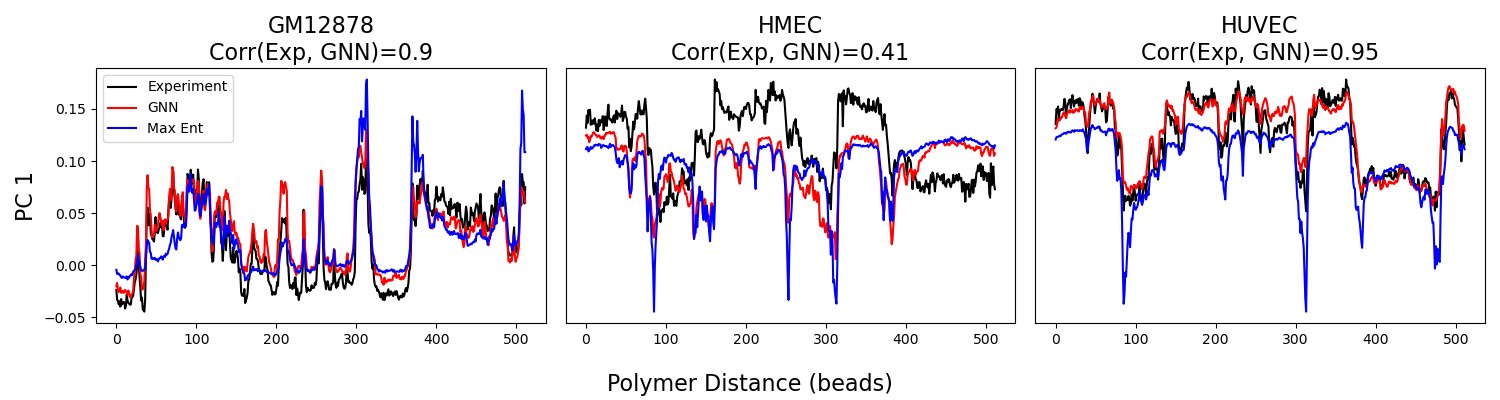 GM12878
Corr(Exp, GNN)=0.9
HMEC
Corr(Exp, GNN)=0.41
HUVEC
Corr(Exp, GNN)=0.95
Experiment
GNN
Max Ent
PC 1
0.15
0.10
0.05
0.00
−0.05
0 100 200 300 400 500
0 100 200 300 400 500
0 100 200 300 400 500
Polymer Distance (beads)